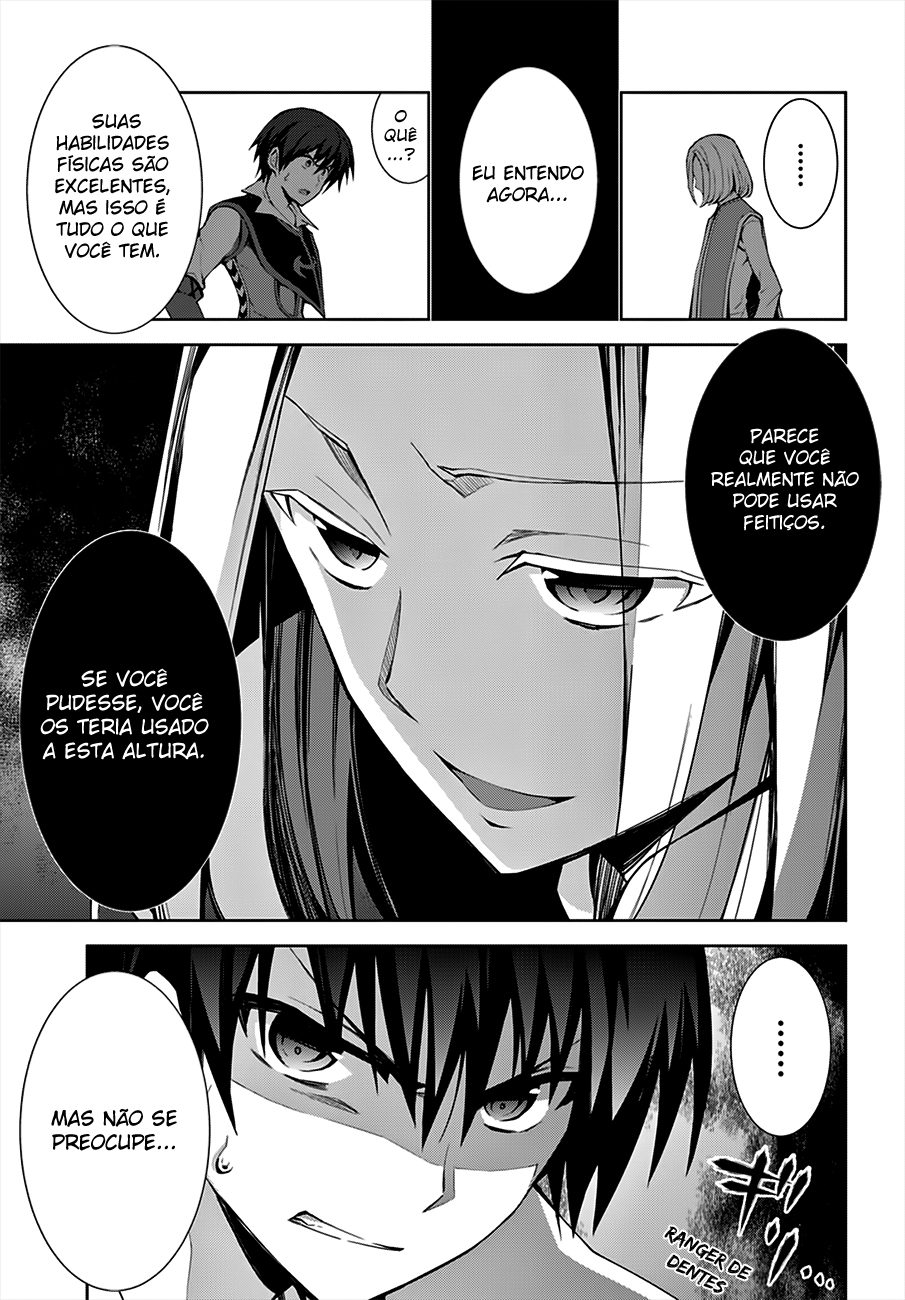 ......
EU ENTENDO
AGORA...
O
QUÊ
...?
SUAS
HABILIDADES
FÍSICAS SÃO
EXCELENTES,
MAS ISSO É
TUDO O QUE
VOCÊ TEM.
PARECE
QUE VOCÊ
REALMENTE NÃO
PODE USAR
FEITIÇOS.
SE VOCÊ
PUDESSE, VOCÊ
OS TERIA USADO
A ESTA ALTURA.
......
ギリ...
RANGER DE
DENTES
MAS NÃO SE
PREOCUPE...